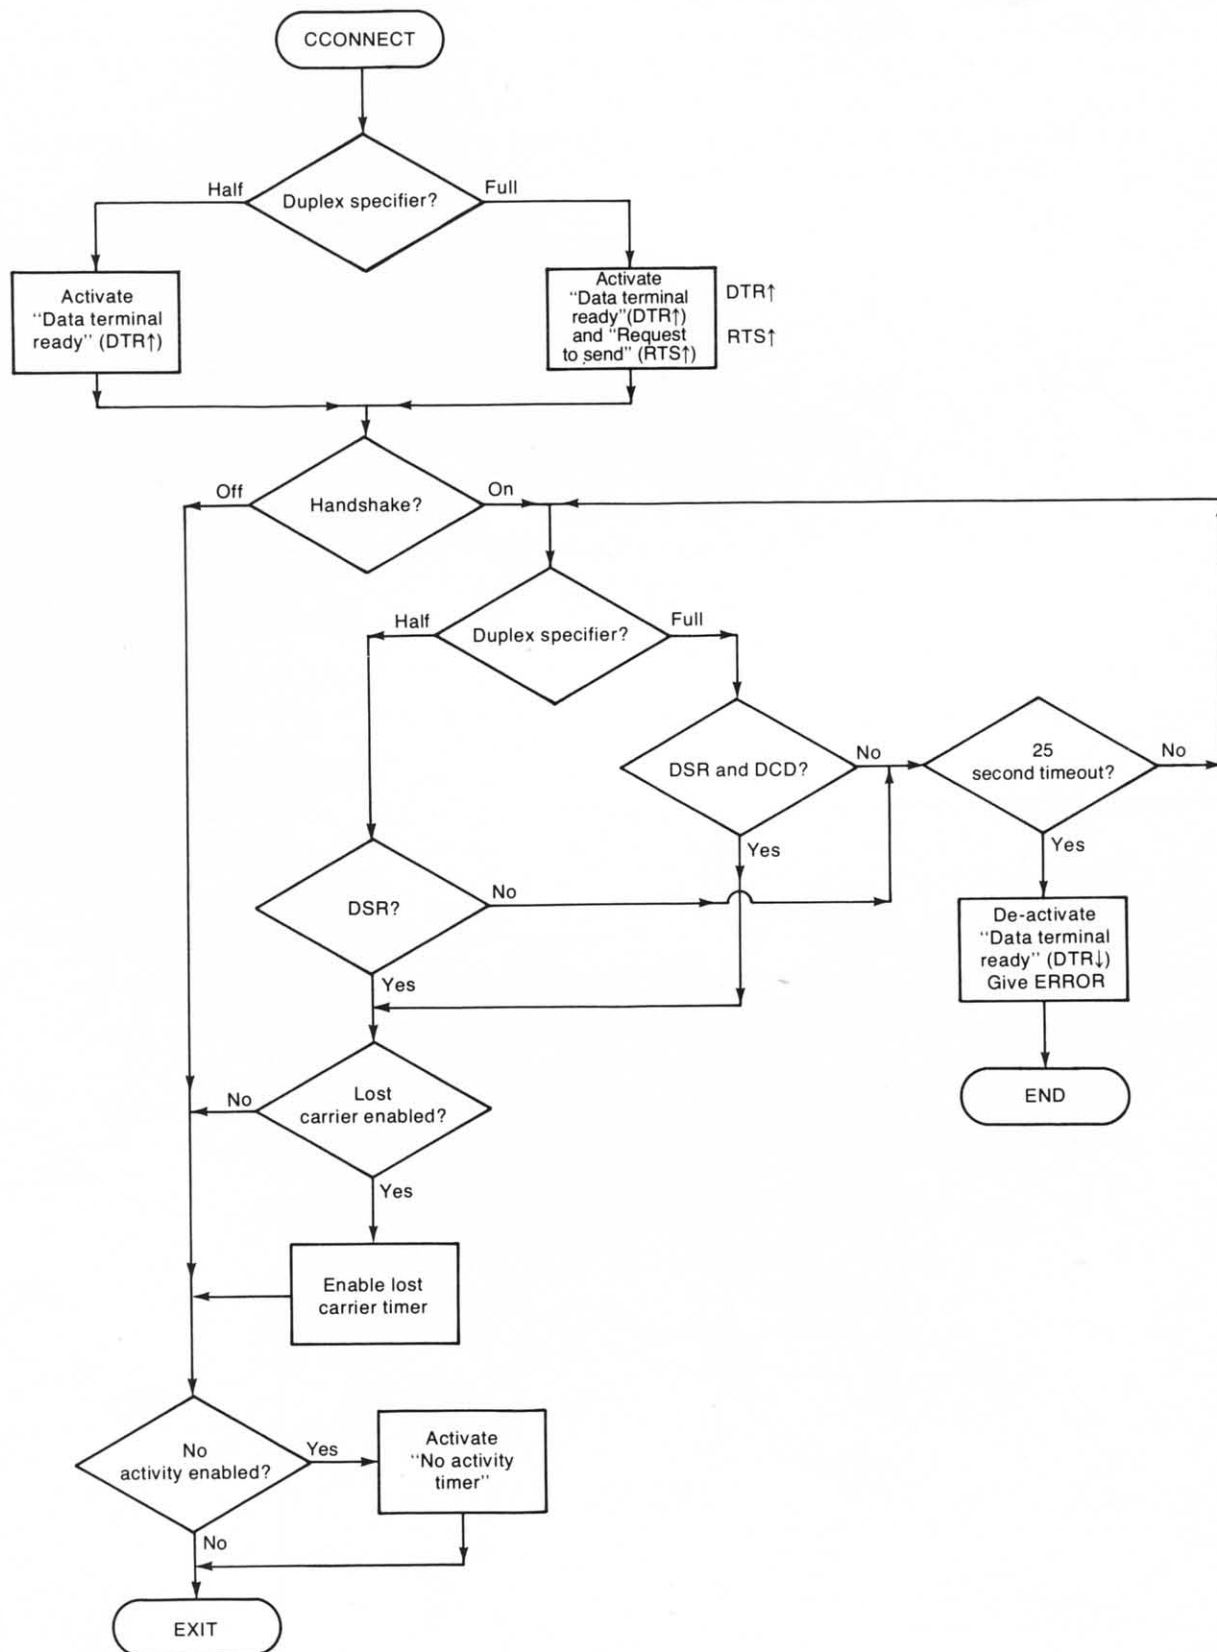 CCONNECT
Half
Duplex specifier?
Full
Activate
“Data terminal
ready” (DTR↑)
Activate
“Data terminal
ready”(DTR↑)
and “Request
to send” (RTS↑)
DTR↑
RTS↑
Off
Handshake?
On
Half
Duplex specifier?
Full
DSR and DCD?
No
25
second timeout?
No
Yes
Yes
DSR?
No
De-activate
“Data terminal
ready” (DTR↓)
Give ERROR
Yes
END
No
Lost
carrier enabled?
Yes
Enable lost
carrier timer
No
activity enabled?
Yes
Activate
“No activity
timer”
No
EXIT